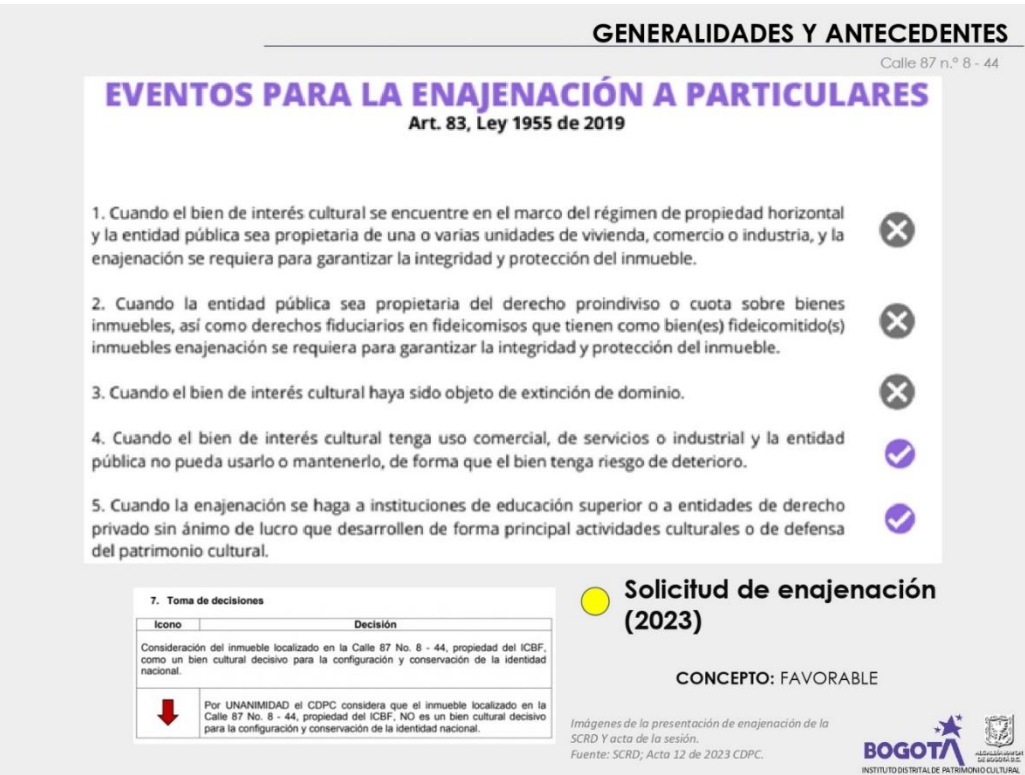 GENERALIDADES Y ANTECEDENTES
Calle 87 n.º 8 - 44
EVENTOS PARA LA ENAJENACIÓN A PARTICULARES
Art. 83, Ley 1955 de 2019
1. Cuando el bien de interés cultural se encuentre en el marco del régimen de propiedad horizontal
y la entidad pública sea propietaria de una o varias unidades de vivienda, comercio o industria, y la
enajenación se requiera para garantizar la integridad y protección del inmueble.
2. Cuando la entidad pública sea propietaria del derecho proindiviso o cuota sobre bienes
inmuebles, así como derechos fiduciarios en fideicomisos que tienen como bien(es) fideicomitido(s)
inmuebles enajenación se requiera para garantizar la integridad y protección del inmueble.
3. Cuando el bien de interés cultural haya sido objeto de extinción de dominio.
4. Cuando el bien de interés cultural tenga uso comercial, de servicios o industrial y la entidad
pública no pueda usarlo o mantenerlo, de forma que el bien tenga riesgo de deterioro.
5. Cuando la enajenación se haga a instituciones de educación superior o a entidades de derecho
privado sin ánimo de lucro que desarrollen de forma principal actividades culturales o de defensa
del patrimonio cultural.
7. Toma de decisiones
Icono Decisión
Consideración del inmueble localizado en la Calle 87 No. 8 - 44, propiedad del ICBF,
como un bien cultural decisivo para la configuración y conservación de la identidad
nacional.
Por UNANIMIDAD el CDPC considera que el inmueble localizado en la
Calle 87 No. 8 - 44, propiedad del ICBF, NO es un bien cultural decisivo
para la configuración y conservación de la identidad nacional.
Solicitud de enajenación
(2023)
CONCEPTO: FAVORABLE
Imágenes de la presentación de enajenación de la
SCRD Y acta de la sesión.
Fuente: SCRD; Acta 12 de 2023 CDPC.
BOGOTÁ
ALCALDÍA MAYOR
DE BOGOTÁ D.C.
INSTITUTO DISTRITAL DE PATRIMONIO CULTURAL